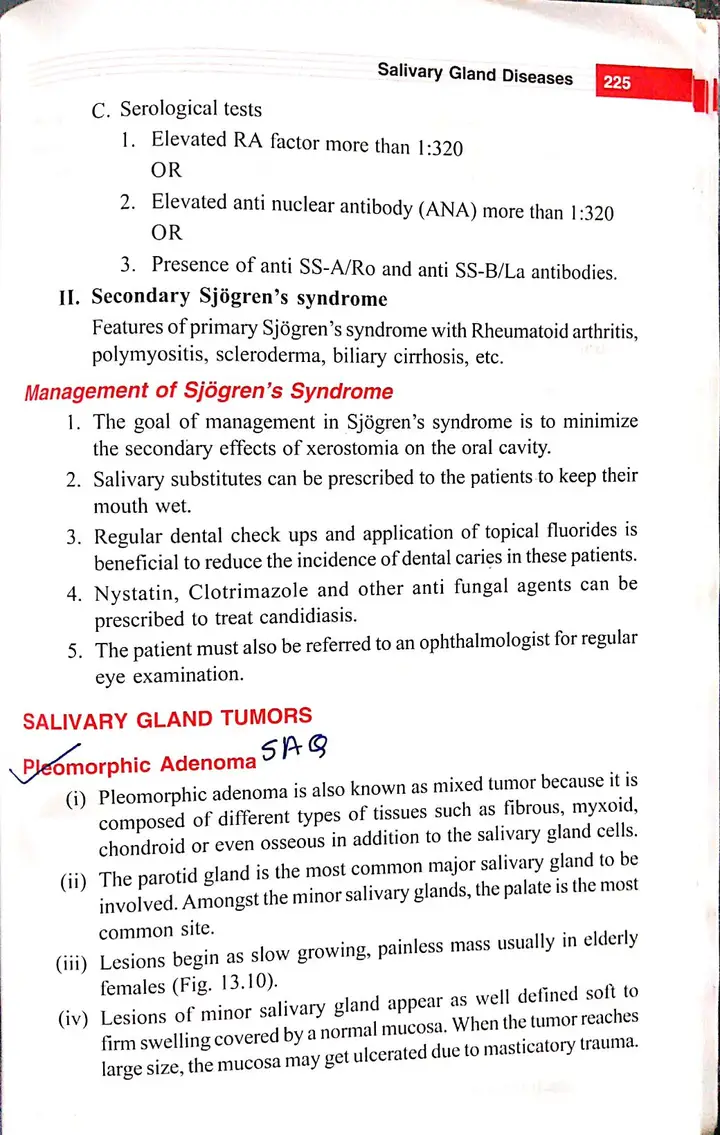 Salivary Gland Diseases 225
C. Serological tests
1. Elevated RA factor more than 1:320
OR
2. Elevated anti nuclear antibody (ANA) more than 1:320
OR
3. Presence of anti SS-A/Ro and anti SS-B/La antibodies.
II. Secondary Sjögren's syndrome
Features of primary Sjögren's syndrome with Rheumatoid arthritis,
polymyositis, scleroderma, biliary cirrhosis, etc.
Management of Sjögren's Syndrome
1. The goal of management in Sjögren's syndrome is to minimize
the secondary effects of xerostomia on the oral cavity.
2. Salivary substitutes can be prescribed to the patients to keep their
mouth wet.
3. Regular dental check ups and application of topical fluorides is
beneficial to reduce the incidence of dental caries in these patients.
4. Nystatin, Clotrimazole and other anti fungal agents can be
prescribed to treat candidiasis.
5. The patient must also be referred to an ophthalmologist for regular
eye examination.
SALIVARY GLAND TUMORS
Pleomorphic Adenoma SAQ
(i) Pleomorphic adenoma is also known as mixed tumor because it is
composed of different types of tissues such as fibrous, myxoid,
chondroid or even osseous in addition to the salivary gland cells.
(ii) The parotid gland is the most common major salivary gland to be
involved. Amongst the minor salivary glands, the palate is the most
common site.
(iii) Lesions begin as slow growing, painless mass usually in elderly
females (Fig. 13.10).
(iv) Lesions of minor salivary gland appear as well defined soft to
firm swelling covered by a normal mucosa. When the tumor reaches
large size, the mucosa may get ulcerated due to masticatory trauma.